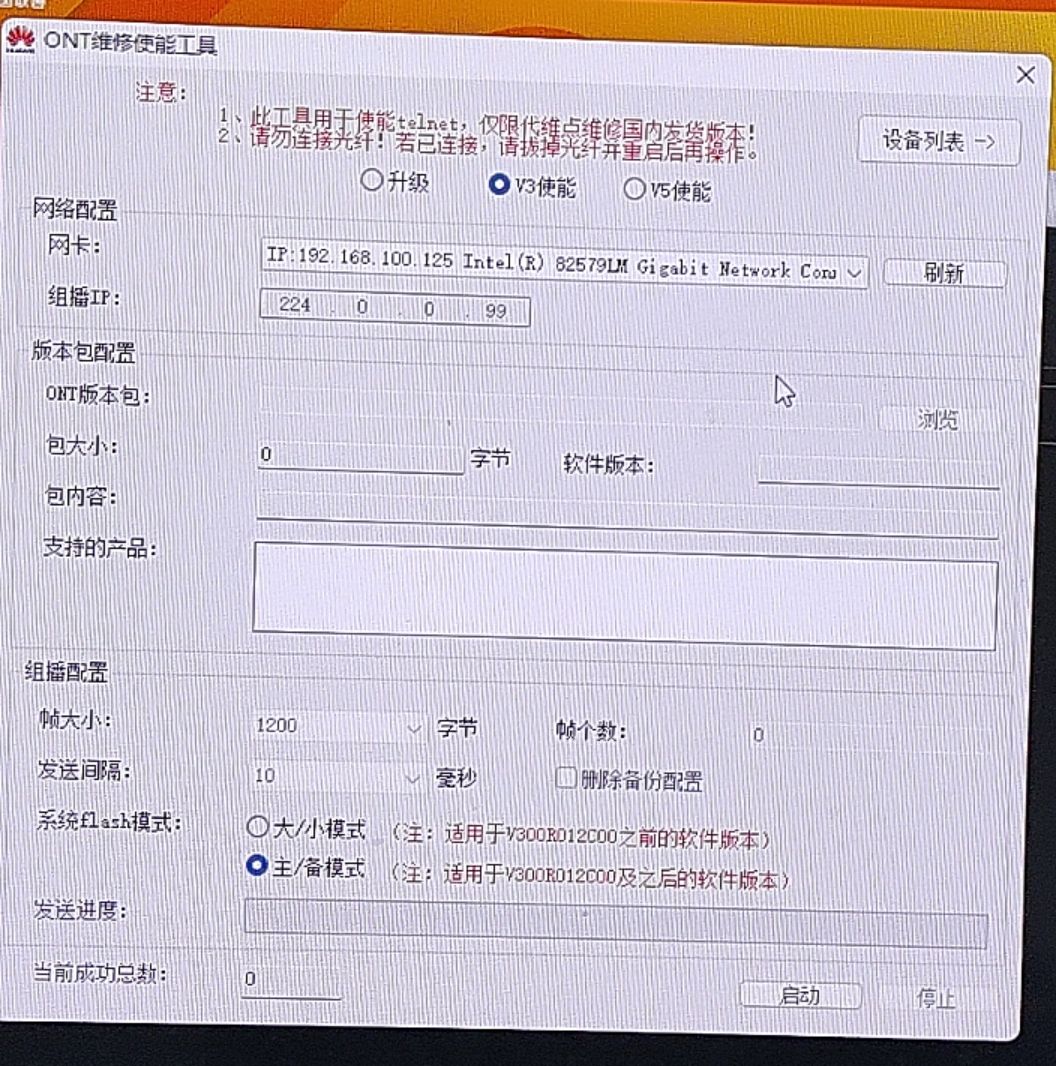 ONT维修使能工具
注意:
1、此工具用于使能telnet，仅限代维点维修国内发货版本！
2、请勿连接光纤！若已连接，请拔掉光纤并重启后再操作。
设备列表 ->
升级 V3使能 V5使能
网络配置
网卡: IP:192.168.100.125 Intel(R) 82579LM Gigabit Network Conn 刷新
组播IP: 224 . 0 . 0 . 99
版本包配置
ONT版本包: 浏览
包大小: 0 字节 软件版本:
包内容:
支持的产品:
组播配置
帧大小: 1200 字节 帧个数: 0
发送间隔: 10 毫秒 删除备份配置
系统flash模式: 大/小模式 (注: 适用于V300R012C00之前的软件版本)
主/备模式 (注: 适用于V300R012C00及之后的软件版本)
发送进度:
当前成功总数: 0 启动 停止